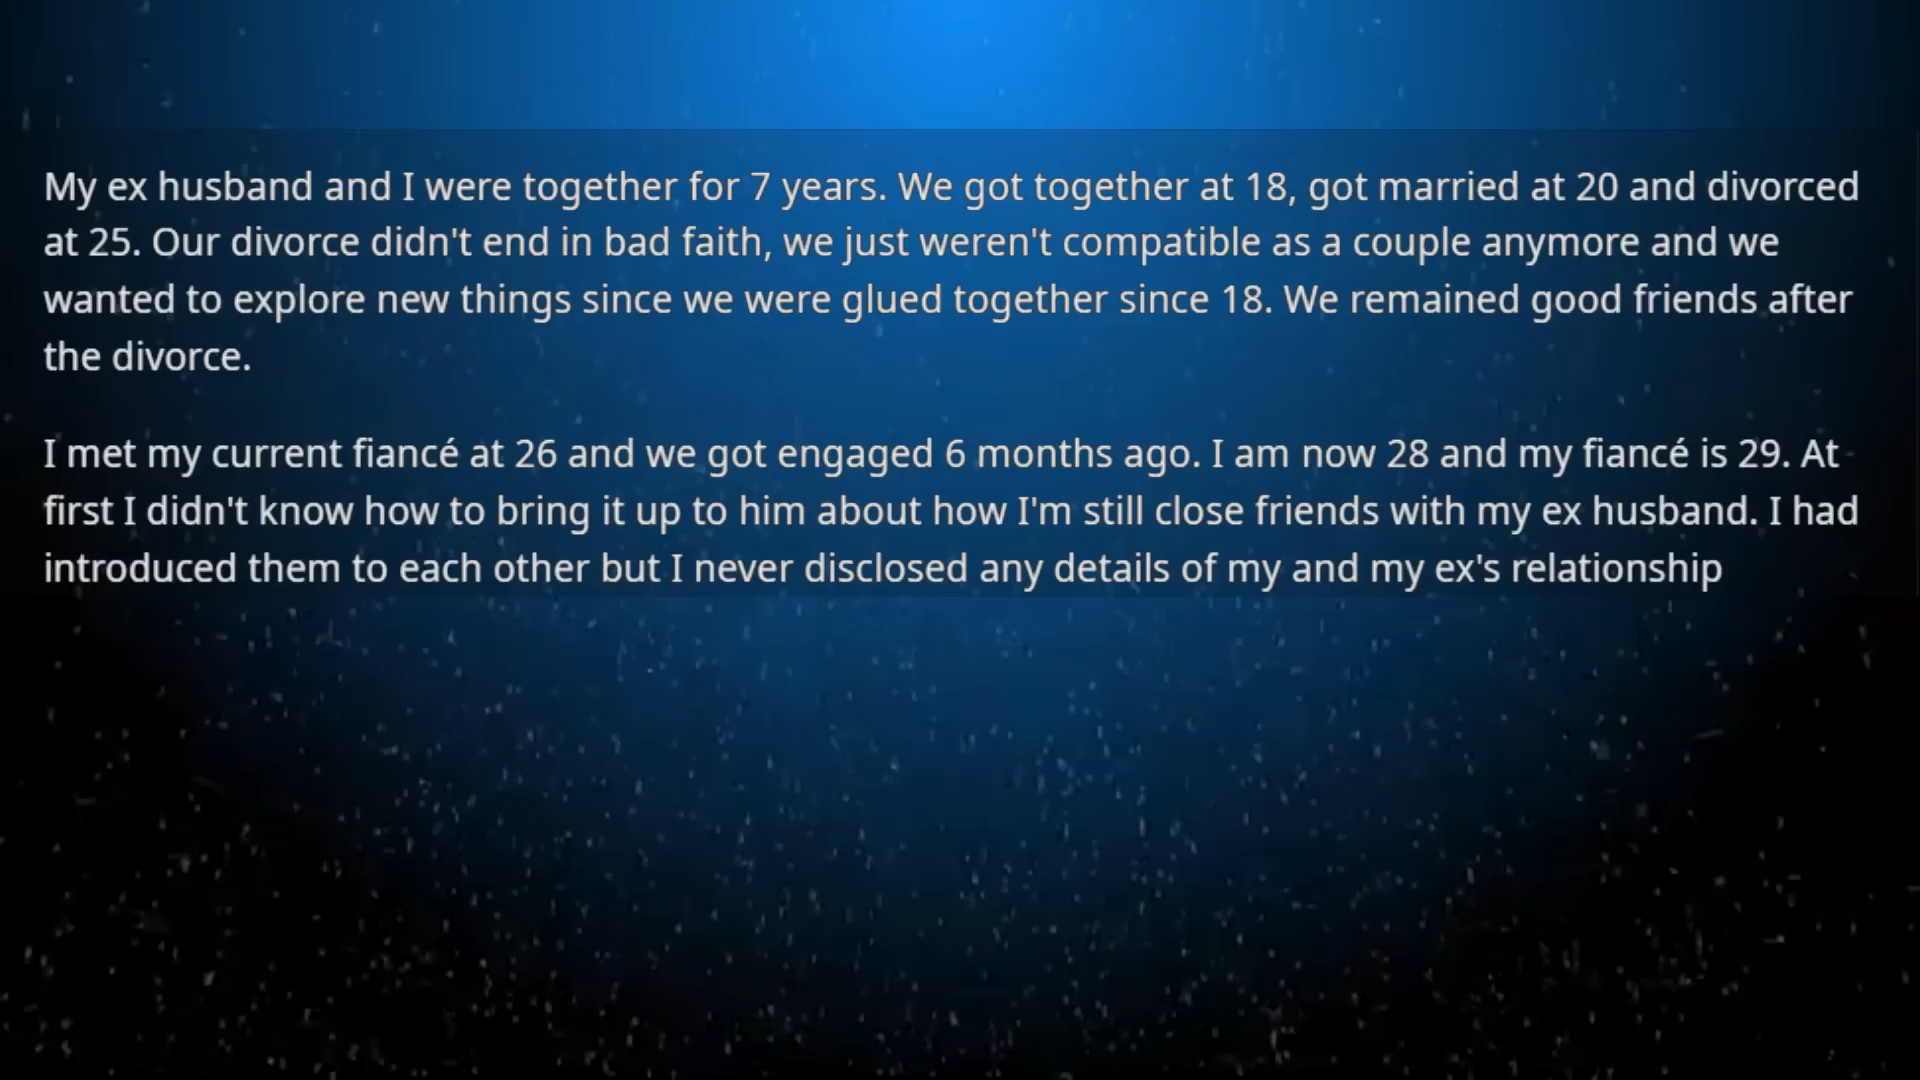 My ex husband and I were together for 7 years. We got together at 18, got married at 20 and divorced
at 25. Our divorce didn't end in bad faith, we just weren't compatible as a couple anymore and we
wanted to explore new things since we were glued together since 18. We remained good friends after
the divorce.
I met my current fiancé at 26 and we got engaged 6 months ago. I am now 28 and my fiancé is 29. At
first I didn't know how to bring it up to him about how I'm still close friends with my ex husband. I had
introduced them to each other but I never disclosed any details of my and my ex's relationship